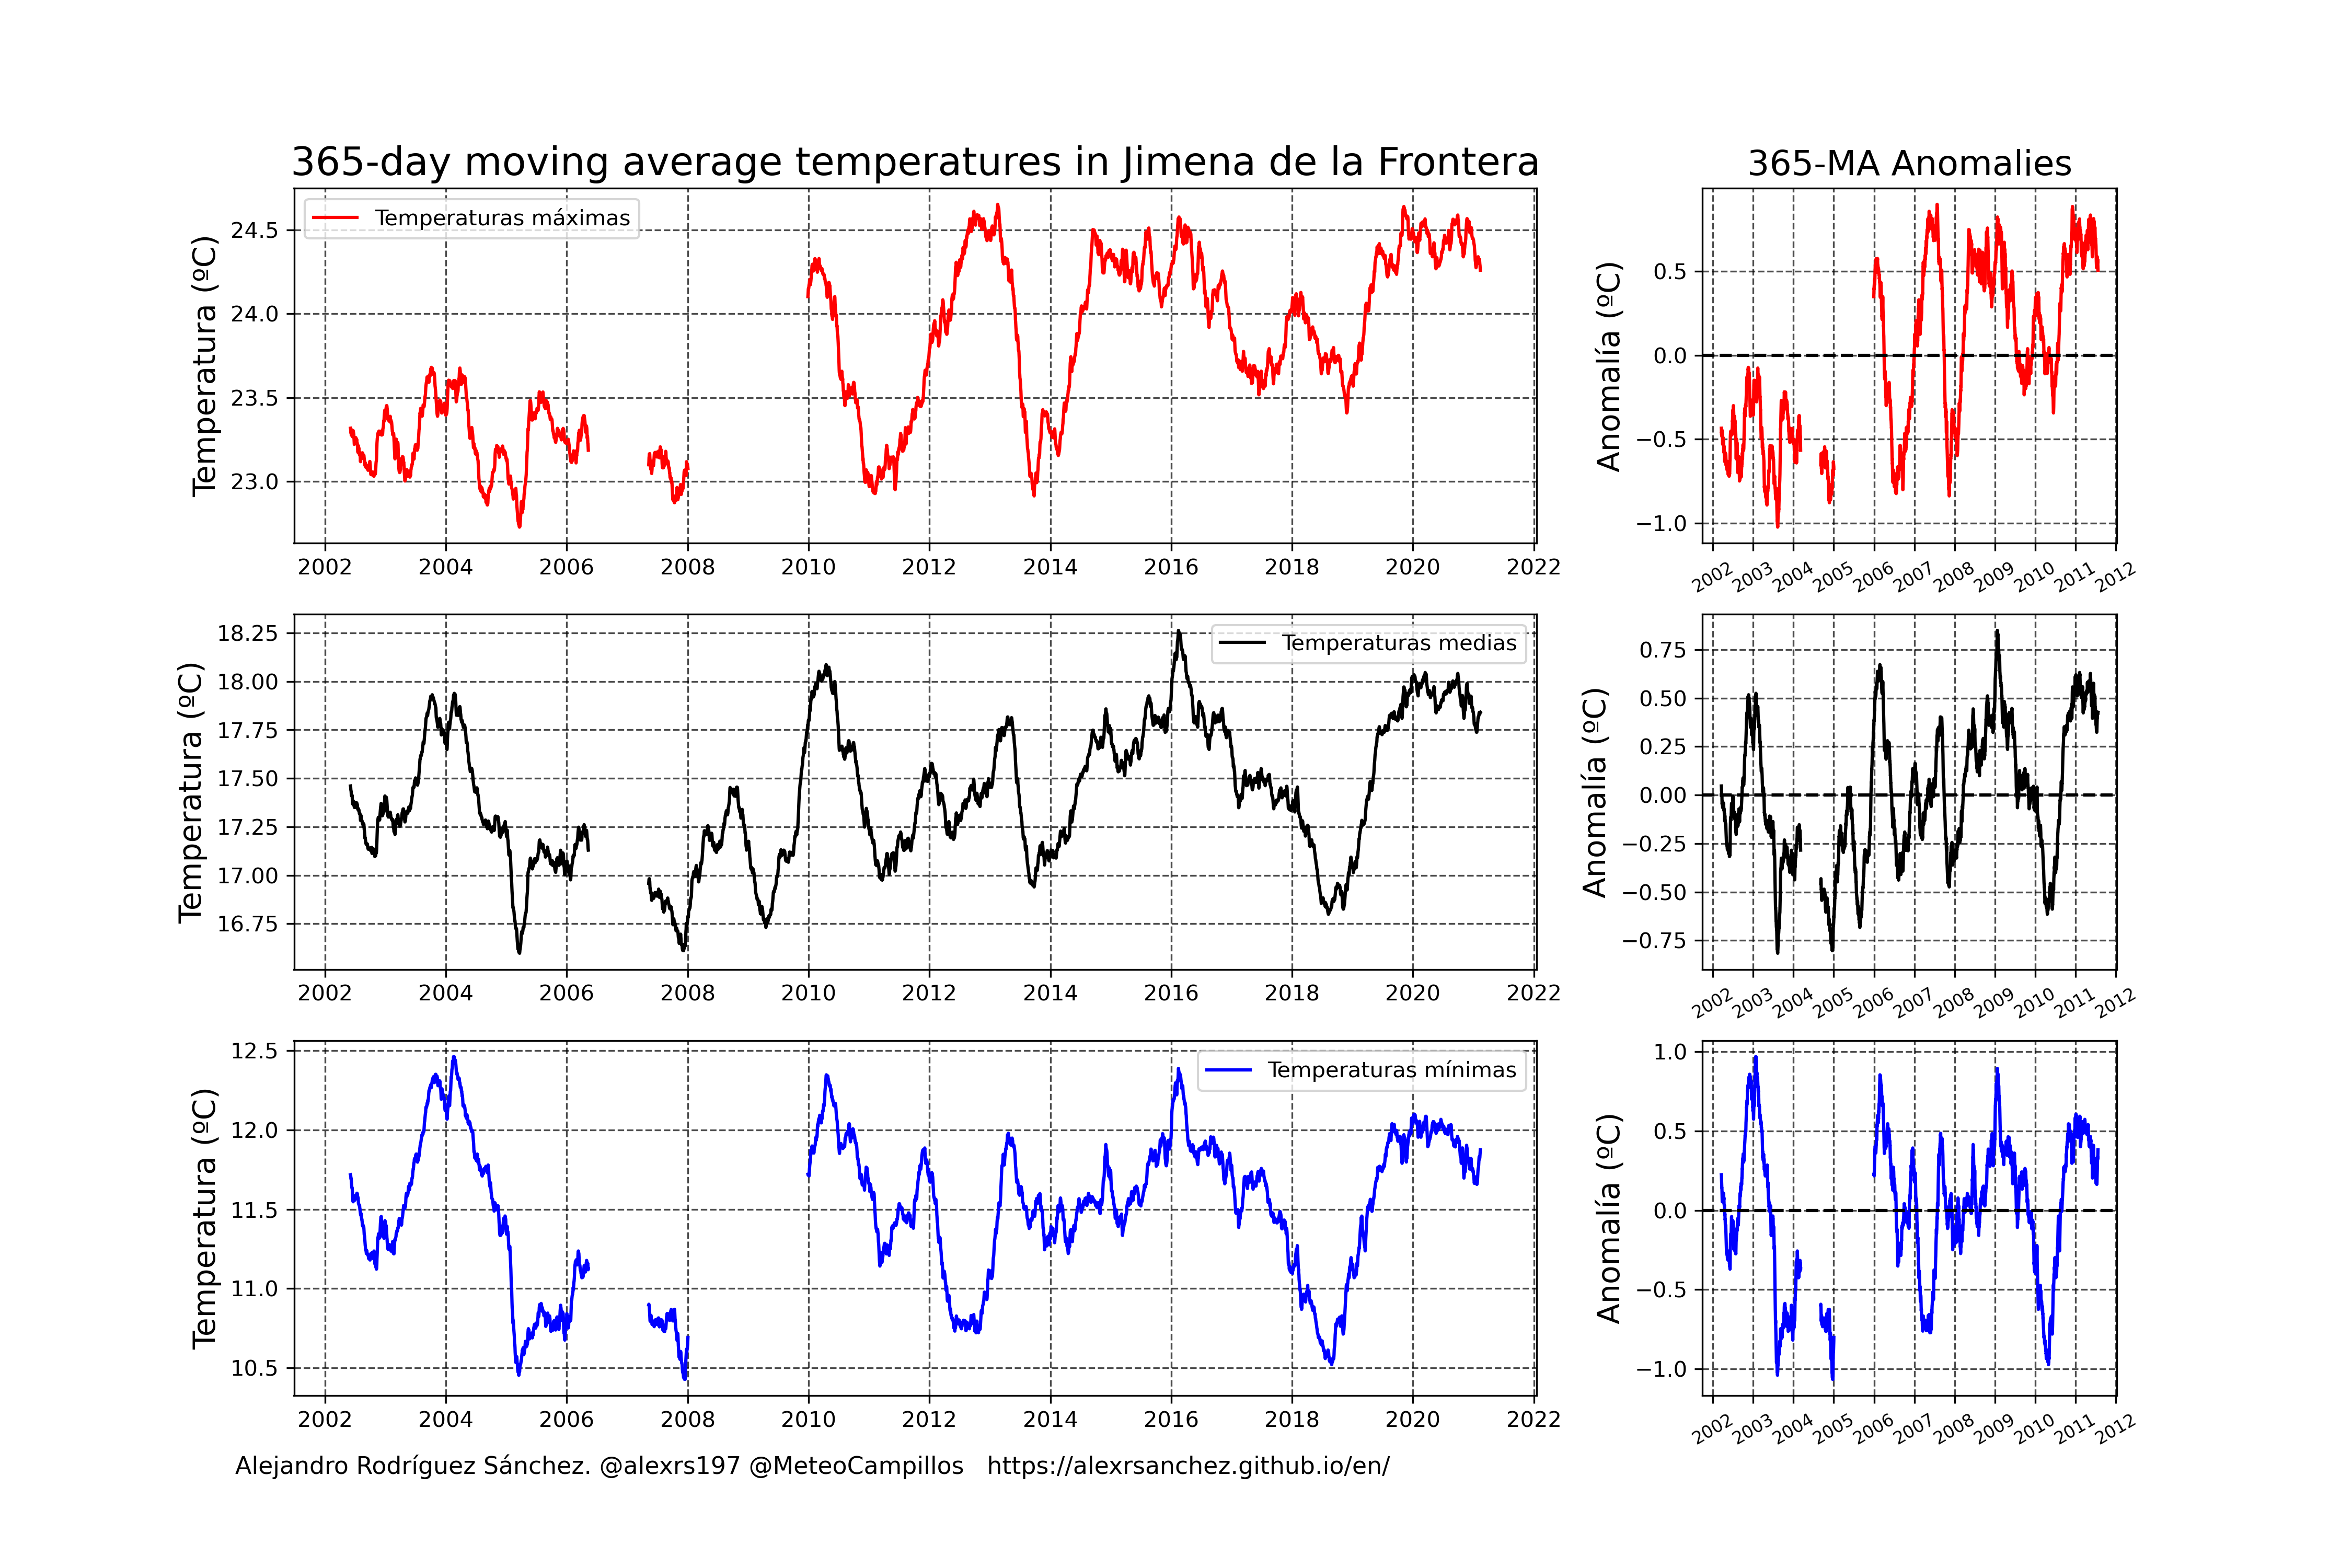 365-day moving average temperatures in Jimena de la Frontera
Temperaturas máximas
Temperatura (ºC)
24.5
24.0
23.5
23.0
2002 2004 2006 2008 2010 2012 2014 2016 2018 2020 2022
365-MA Anomalies
Anomalía (ºC)
0.5
0.0
−0.5
−1.0
2002 2003 2004 2005 2006 2007 2008 2009 2010 2011 2012
Temperaturas medias
Temperatura (ºC)
18.25
18.00
17.75
17.50
17.25
17.00
16.75
2002 2004 2006 2008 2010 2012 2014 2016 2018 2020 2022
Anomalía (ºC)
0.75
0.50
0.25
0.00
−0.25
−0.50
−0.75
2002 2003 2004 2005 2006 2007 2008 2009 2010 2011 2012
Temperaturas mínimas
Temperatura (ºC)
12.5
12.0
11.5
11.0
10.5
2002 2004 2006 2008 2010 2012 2014 2016 2018 2020 2022
Anomalía (ºC)
1.0
0.5
0.0
−0.5
−1.0
2002 2003 2004 2005 2006 2007 2008 2009 2010 2011 2012
Alejandro Rodríguez Sánchez. @alexrs197 @MeteoCampillos https://alexrsanchez.github.io/en/